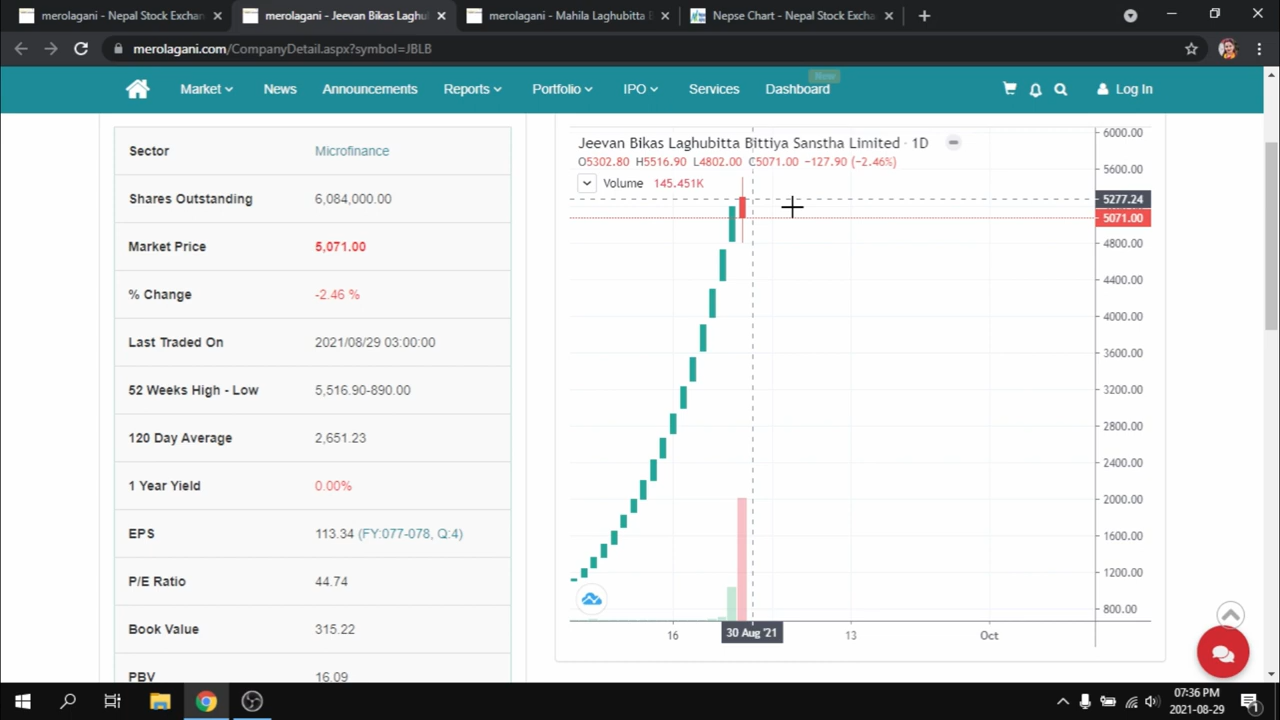 merolagani - Nepal Stock Exchan
merolagani - Jeevan Bikas Laghu
merolagani - Mahila Laghubitta B
Nepse Chart - Nepal Stock Excha
merolagani.com/CompanyDetail.aspx?symbol=JBLB
Market
News
Announcements
Reports
Portfolio
IPO
Services
Dashboard
New
Log In
Sector Microfinance
Shares Outstanding 6,084,000.00
Market Price 5,071.00
% Change -2.46 %
Last Traded On 2021/08/29 03:00:00
52 Weeks High - Low 5,516.90-890.00
120 Day Average 2,651.23
1 Year Yield 0.00%
EPS 113.34 (FY:077-078, Q:4)
P/E Ratio 44.74
Book Value 315.22
PBV 16.09
Jeevan Bikas Laghubitta Bittiya Sanstha Limited · 1D
O5302.80 H5516.90 L4802.00 C5071.00 −127.90 (−2.46%)
Volume 145.451K
6000.00
5600.00
5277.24
5071.00
4800.00
4400.00
4000.00
3600.00
3200.00
2800.00
2400.00
2000.00
1600.00
1200.00
800.00
16
30 Aug '21
13
Oct
07:36 PM
2021-08-29
1